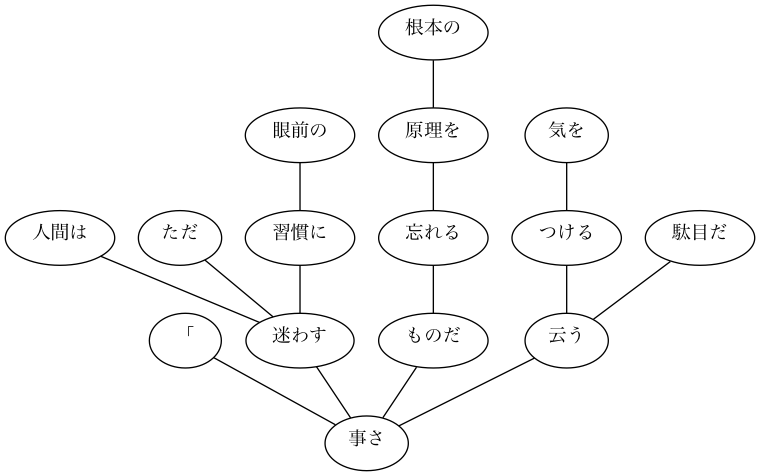 根本の
眼前の 原理を 気を
人間は ただ 習慣に 忘れる つける 駄目だ
「 迷わす ものだ 云う
事さ